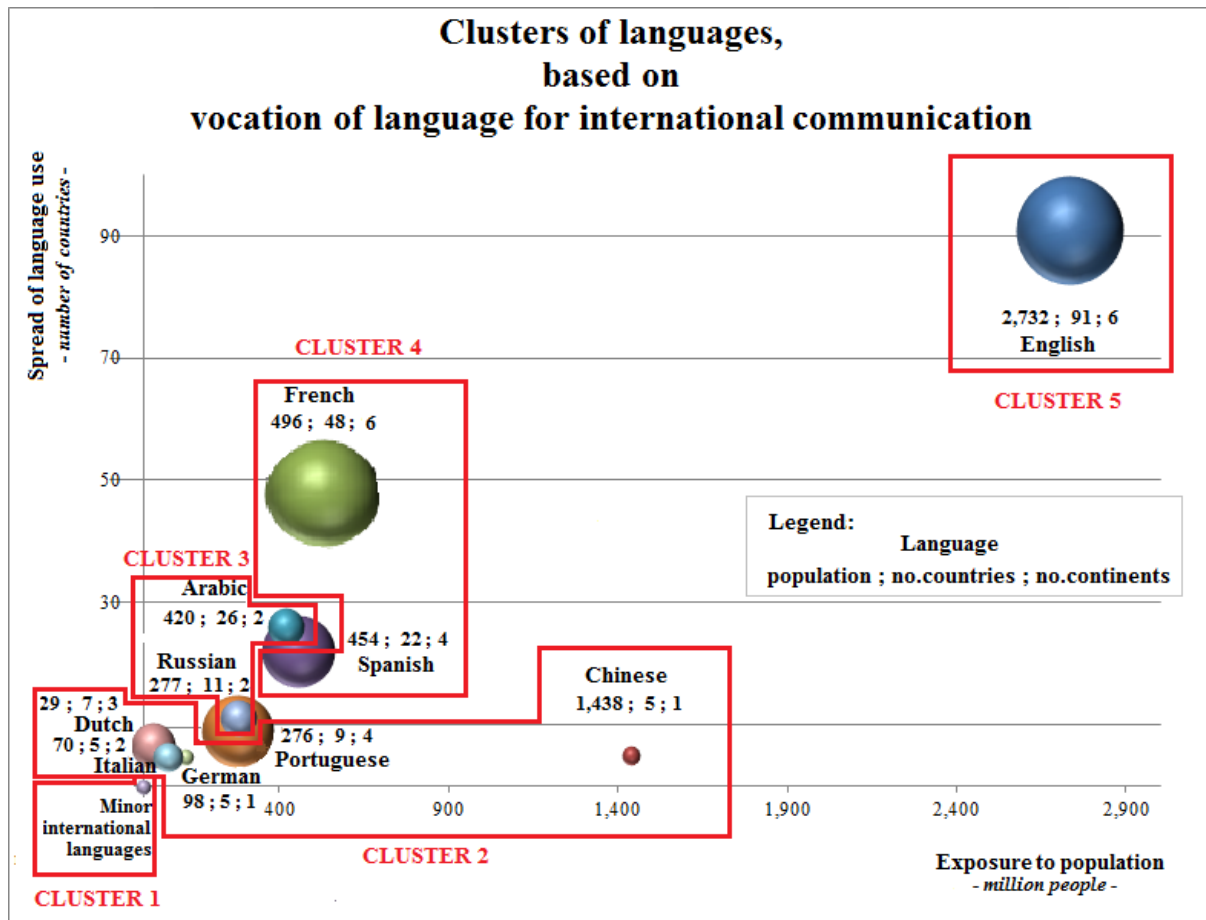 Clusters of languages,
based on
vocation of language for international communication
Spread of language use
- number of countries -
90
70
50
30
CLUSTER 4
French
496 ; 48 ; 6
2,732 ; 91 ; 6
English
CLUSTER 5
Legend:
Language
population ; no.countries ; no.continents
CLUSTER 3
Arabic
420 ; 26 ; 2
454 ; 22 ; 4
Spanish
Russian
277 ; 11 ; 2
Chinese
1,438 ; 5 ; 1
29 ; 7 ; 3
Dutch
70 ; 5 ; 2
Italian
276 ; 9 ; 4
Portuguese
German
98 ; 5 ; 1
400
900
1,400
1,900
2,400
2,900
Minor
international
languages
CLUSTER 2
CLUSTER 1
Exposure to population
- million people -